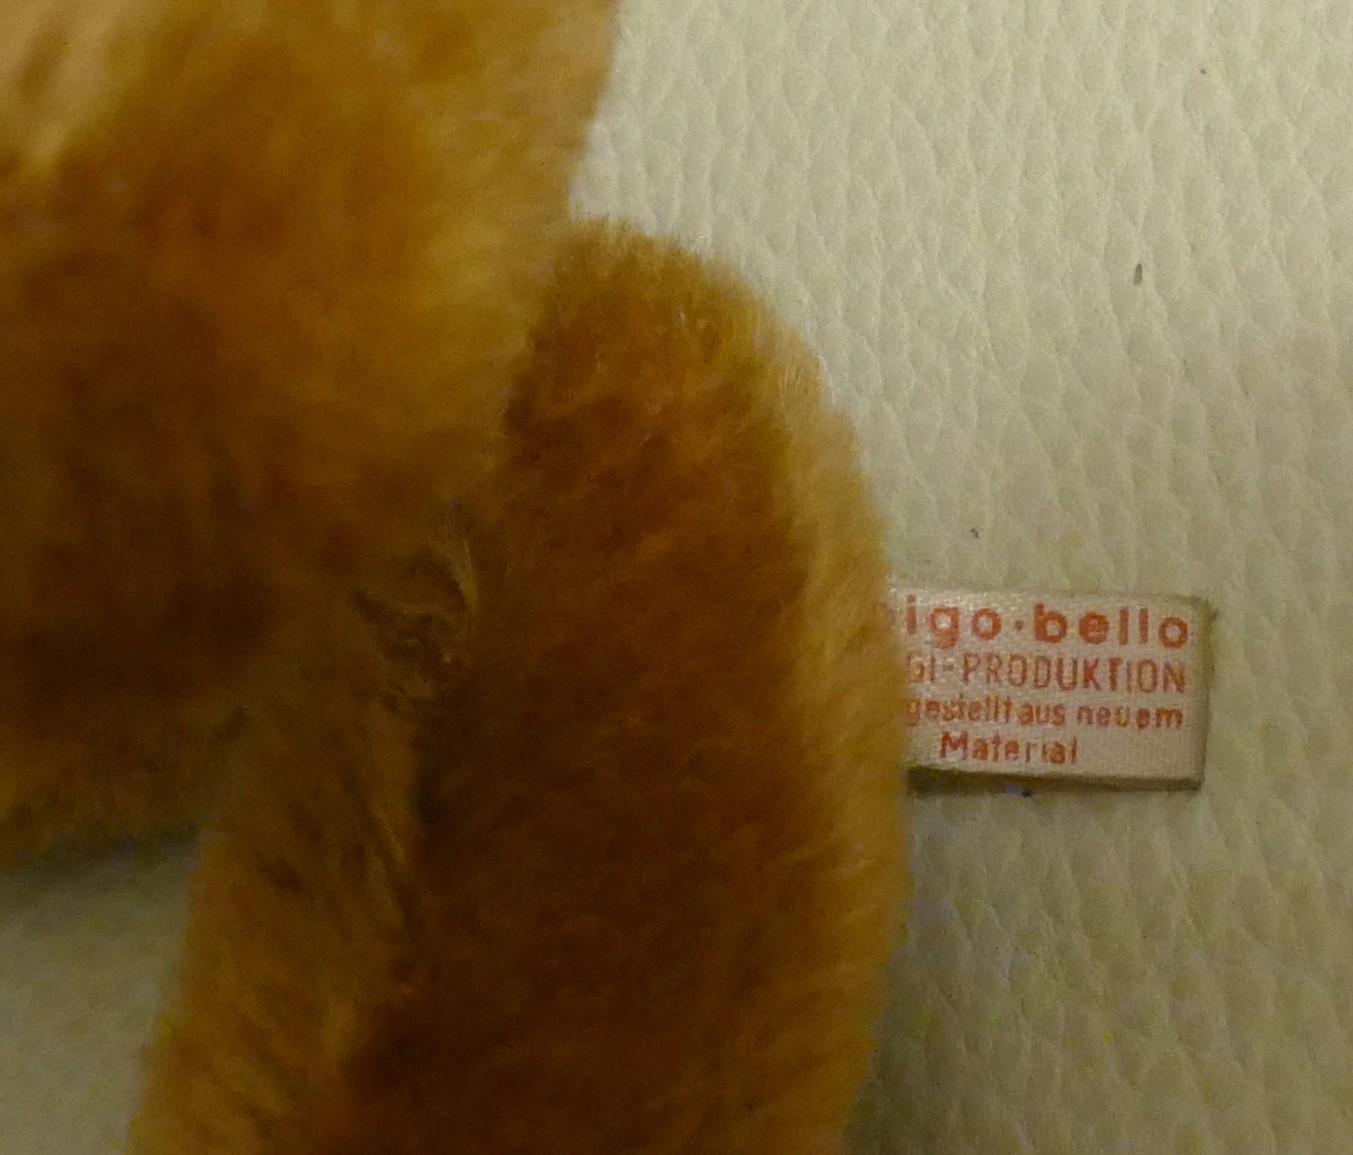 igo·bello
GI-PRODUKTION
gestellt aus neuem
Material